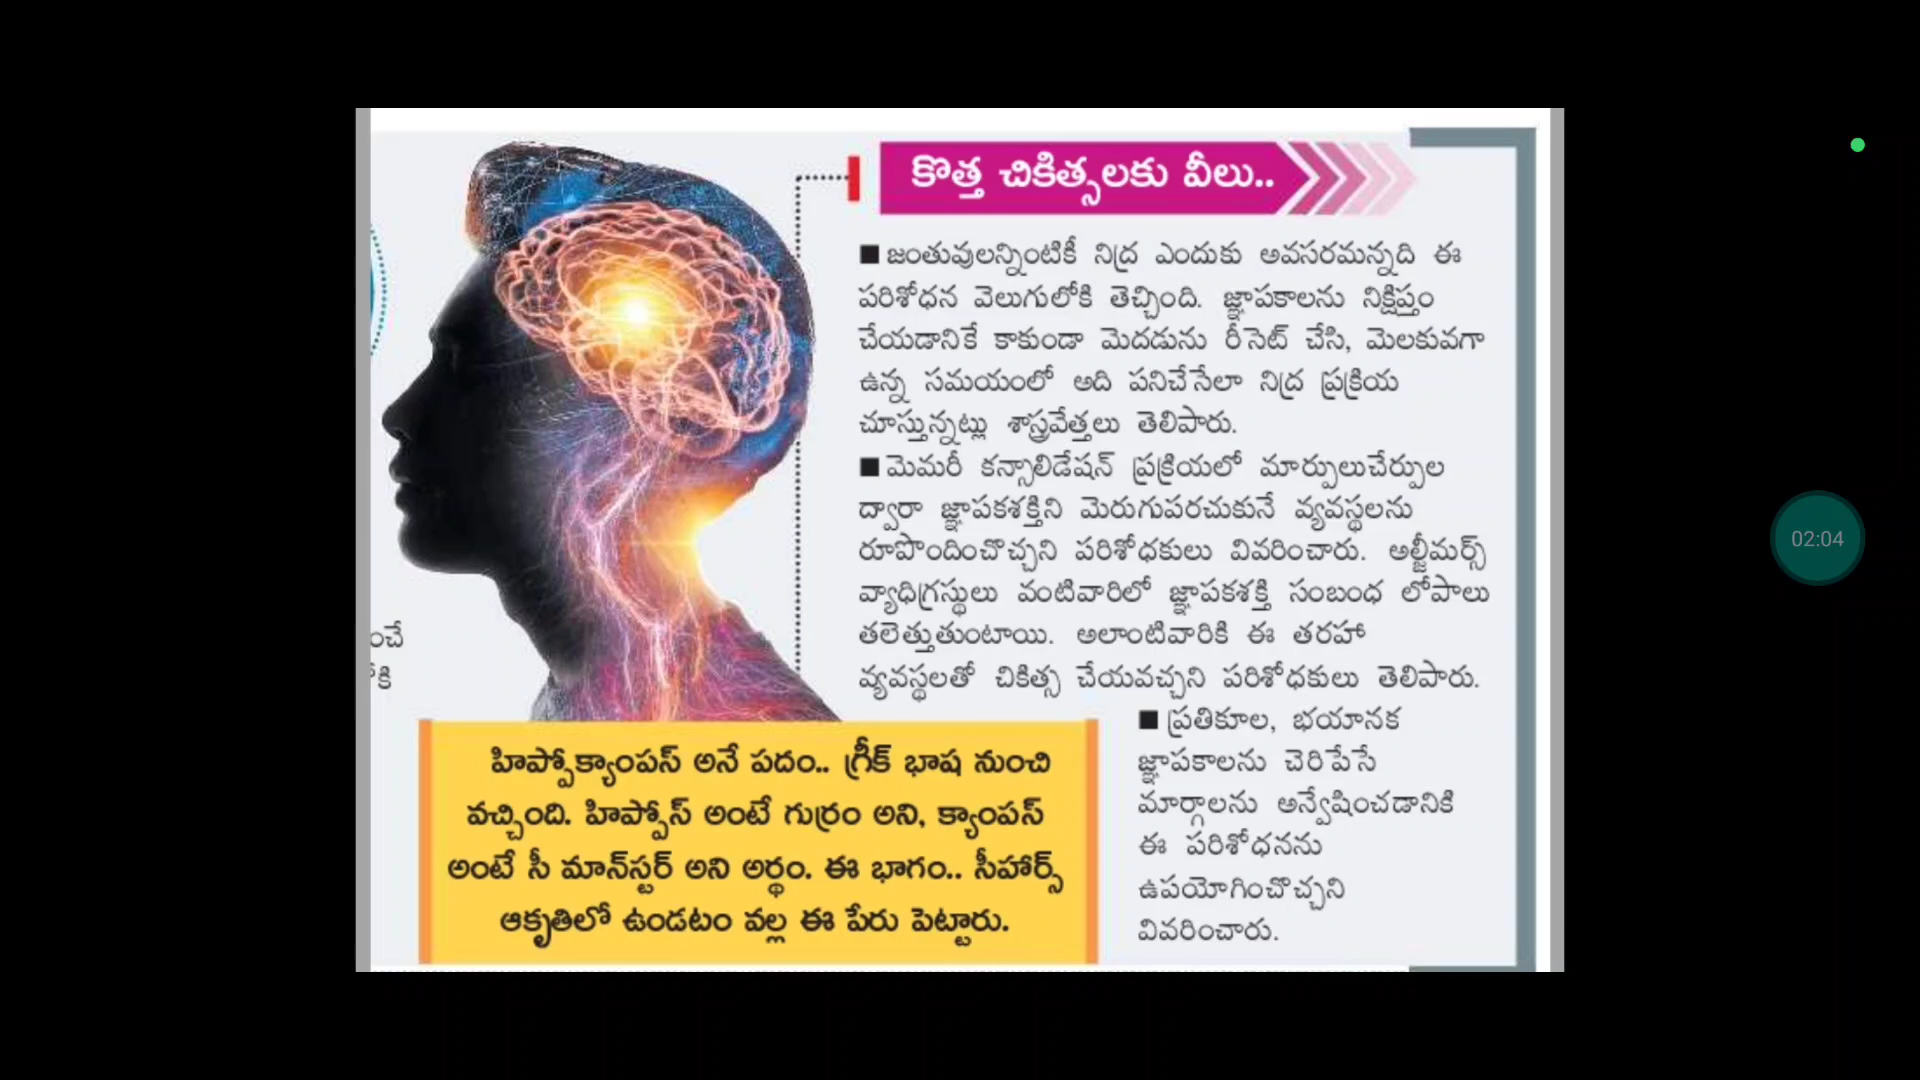 కొత్త చికిత్సలకు వీలు..
■ జంతువులన్నింటికీ నిద్ర ఎందుకు అవసరమన్నది ఈ
పరిశోధన వెలుగులోకి తెచ్చింది. జ్ఞాపకాలను నిక్షిప్తం
చేయడానికే కాకుండా మెదడును రీసెట్ చేసి, మెలకువగా
ఉన్న సమయంలో అది పనిచేసేలా నిద్ర ప్రక్రియ
చూస్తున్నట్లు శాస్త్రవేత్తలు తెలిపారు.
■ మెమరీ కన్సాలిడేషన్ ప్రక్రియలో మార్పులుచేర్పుల
ద్వారా జ్ఞాపకశక్తిని మెరుగుపరచుకునే వ్యవస్థలను
రూపొందించొచ్చని పరిశోధకులు వివరించారు. అల్జీమర్స్
వ్యాధిగ్రస్థులు వంటివారిలో జ్ఞాపకశక్తి సంబంధ లోపాలు
తలెత్తుతుంటాయి. అలాంటివారికి ఈ తరహా
వ్యవస్థలతో చికిత్స చేయవచ్చని పరిశోధకులు తెలిపారు.
■ ప్రతికూల, భయానక
జ్ఞాపకాలను చెరిపేసే
మార్గాలను అన్వేషించడానికి
ఈ పరిశోధనను
ఉపయోగించొచ్చని
వివరించారు.
హిప్పోక్యాంపస్ అనే పదం.. గ్రీక్ భాష నుంచి
వచ్చింది. హిప్పోస్ అంటే గుర్రం అని, క్యాంపస్
అంటే సీ మాన్‌స్టర్ అని అర్థం. ఈ భాగం.. సీహార్స్
ఆకృతిలో ఉండటం వల్ల ఈ పేరు పెట్టారు.
02:04